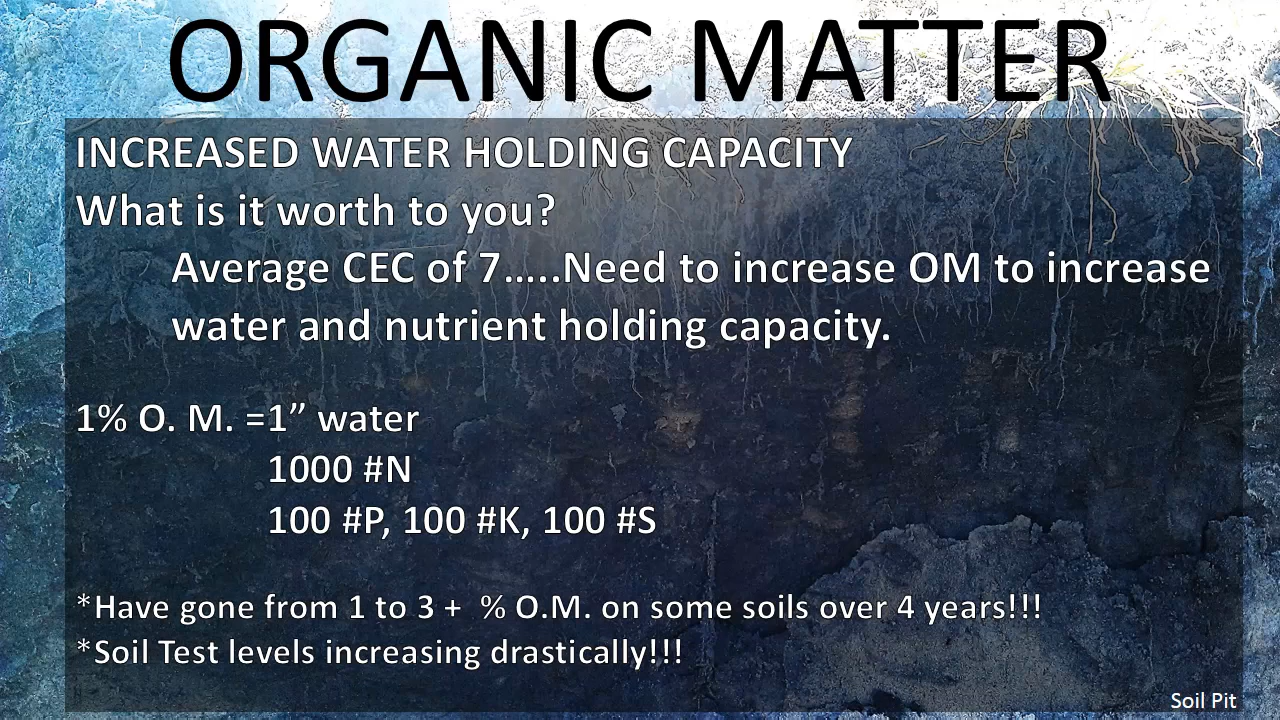 ORGANIC MATTER
INCREASED WATER HOLDING CAPACITY
What is it worth to you?
Average CEC of 7…..Need to increase OM to increase
water and nutrient holding capacity.
1% O. M. =1” water
1000 #N
100 #P, 100 #K, 100 #S
*Have gone from 1 to 3 +  % O.M. on some soils over 4 years!!!
*Soil Test levels increasing drastically!!!
Soil Pit